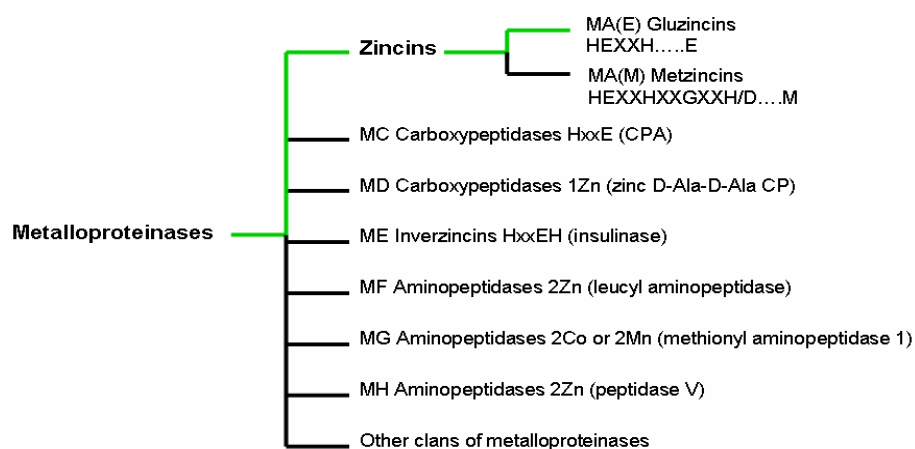 MA(E) Gluzincins
HEXXH.....E
Zincins
MA(M) Metzincins
HEXXHXXGXXH/D....M
MC Carboxypeptidases HxxE (CPA)
MD Carboxypeptidases 1Zn (zinc D-Ala-D-Ala CP)
Metalloproteinases
ME Inverzincins HxxEH (insulinase)
MF Aminopeptidases 2Zn (leucyl aminopeptidase)
MG Aminopeptidases 2Co or 2Mn (methionyl aminopeptidase 1)
MH Aminopeptidases 2Zn (peptidase V)
Other clans of metalloproteinases